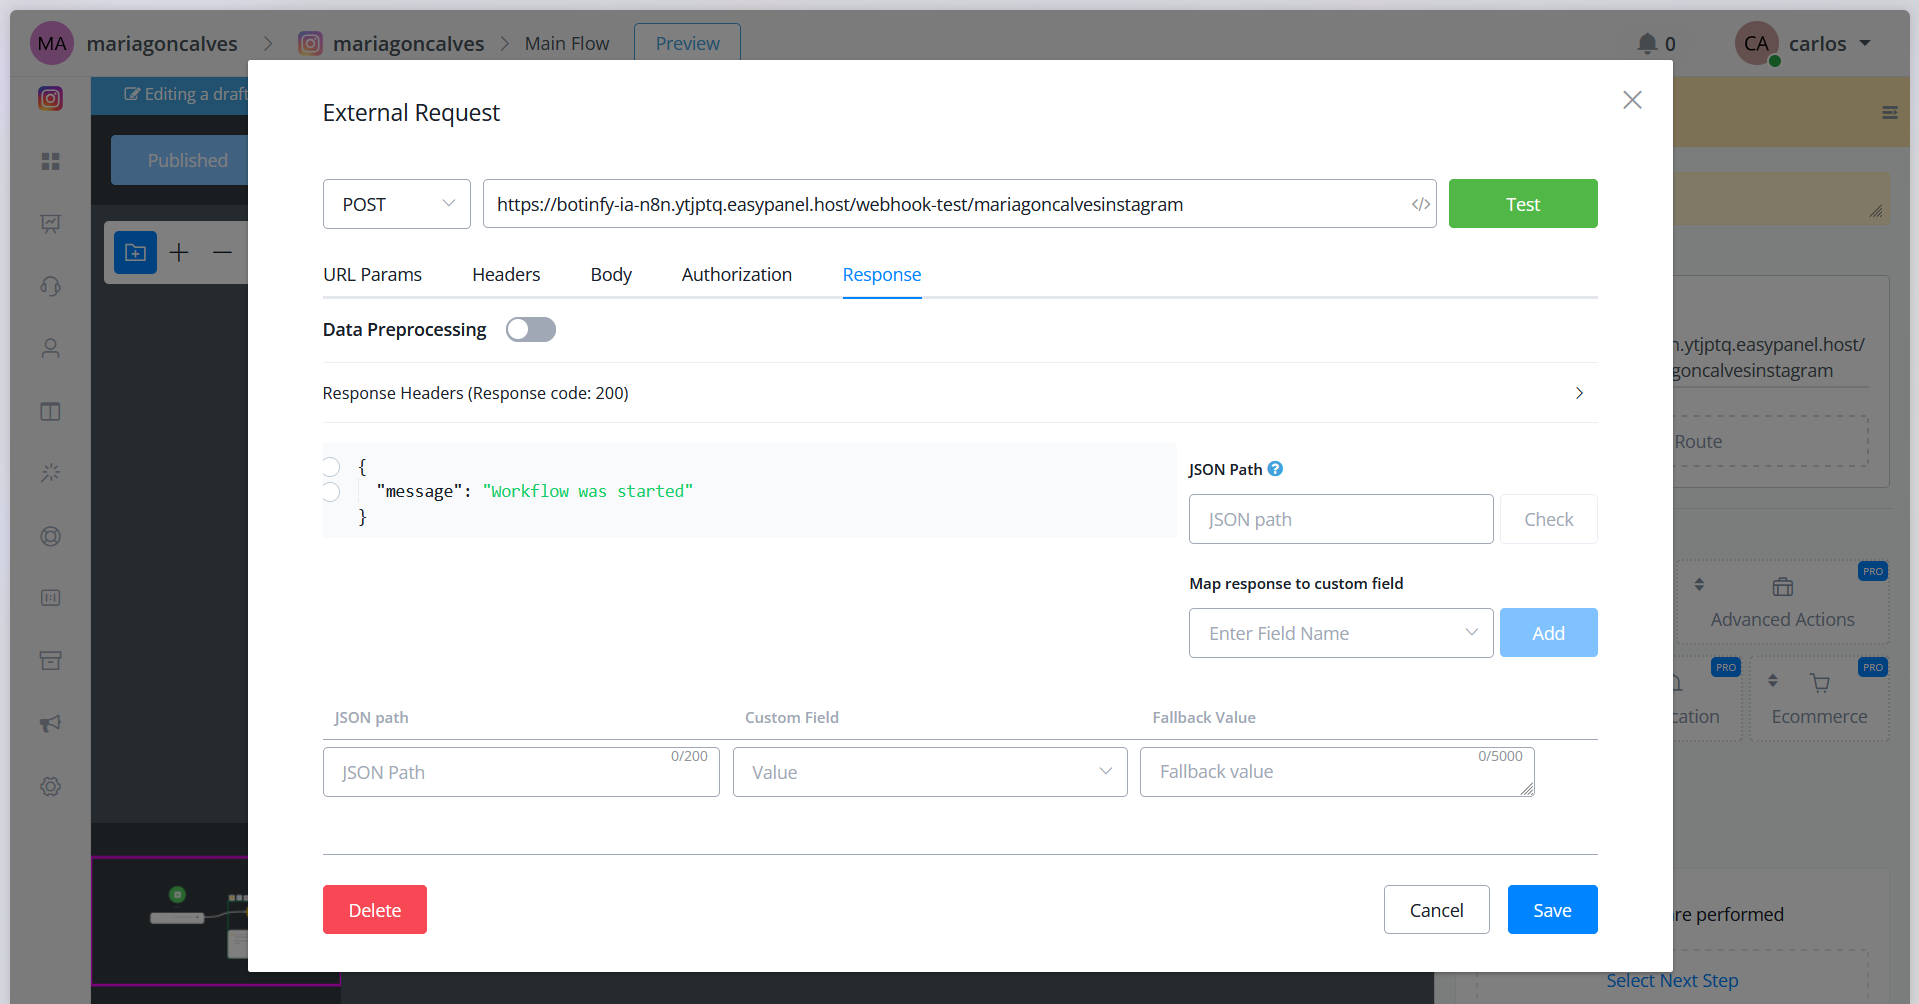 MA mariagoncalves mariagoncalves Main Flow Preview 0 CA carlos
Editing a draft
Published
External Request
POST https://botinfy-ia-n8n.ytjptq.easypanel.host/webhook-test/mariagoncalvesinstagram </> Test
URL Params Headers Body Authorization Response
Data Preprocessing
Response Headers (Response code: 200)
{
"message": "Workflow was started"
}
JSON Path ?
JSON path Check
Map response to custom field
Enter Field Name Add
JSON path Custom Field Fallback Value
JSON Path 0/200 Value Fallback value 0/5000
Delete Cancel Save
.ytjptq.easypanel.host/
goncalvesinstagram
Route
PRO
Advanced Actions
PRO PRO
cation Ecommerce
re performed
Select Next Step